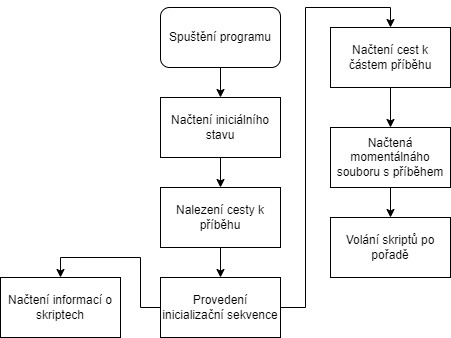 Spuštění programu
Načtení iniciálního
stavu
Nalezení cesty k
příběhu
Provedení
inicializační sekvence
Načtení informací o
skriptech
Načtení cest k
částem příběhu
Načtená
momentálnáho
souboru s příběhem
Volání skriptů po
pořadě